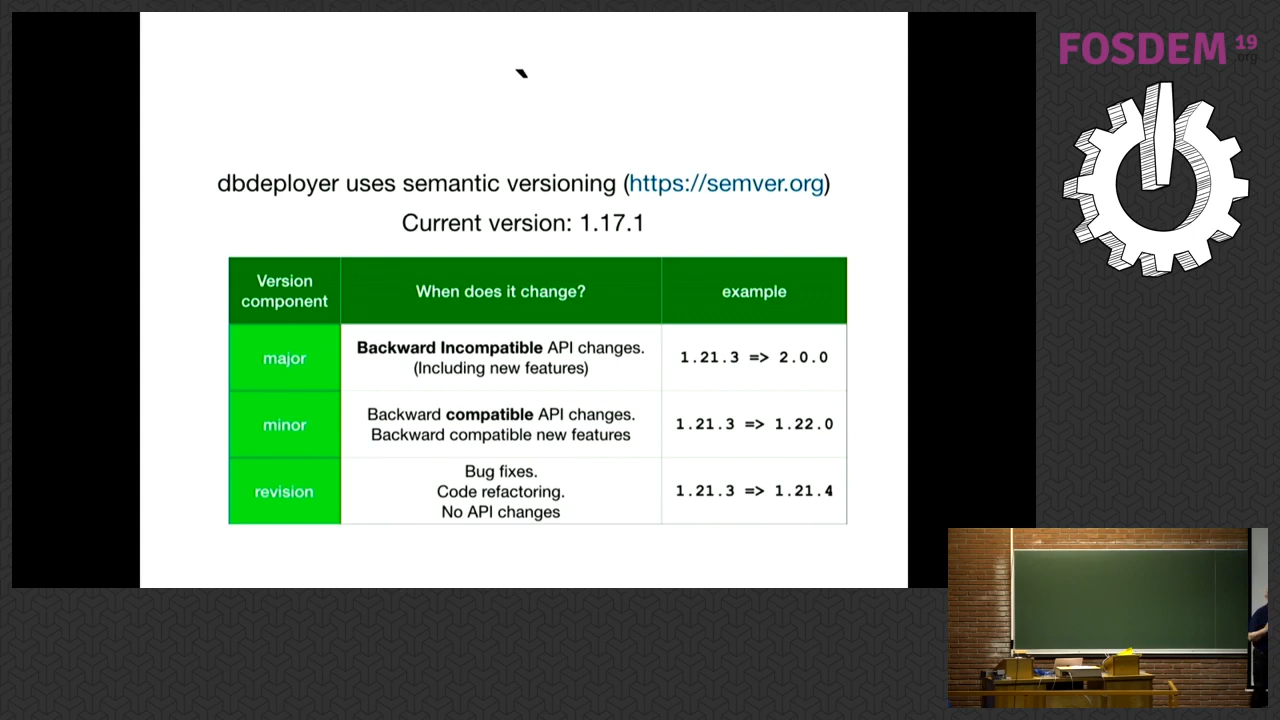 FOSDEM 19
.org
`
dbdeployer uses semantic versioning (https://semver.org)
Current version: 1.17.1
Version component
When does it change?
example
major
Backward Incompatible API changes.
(Including new features)
1.21.3 => 2.0.0
minor
Backward compatible API changes.
Backward compatible new features
1.21.3 => 1.22.0
revision
Bug fixes.
Code refactoring.
No API changes
1.21.3 => 1.21.4